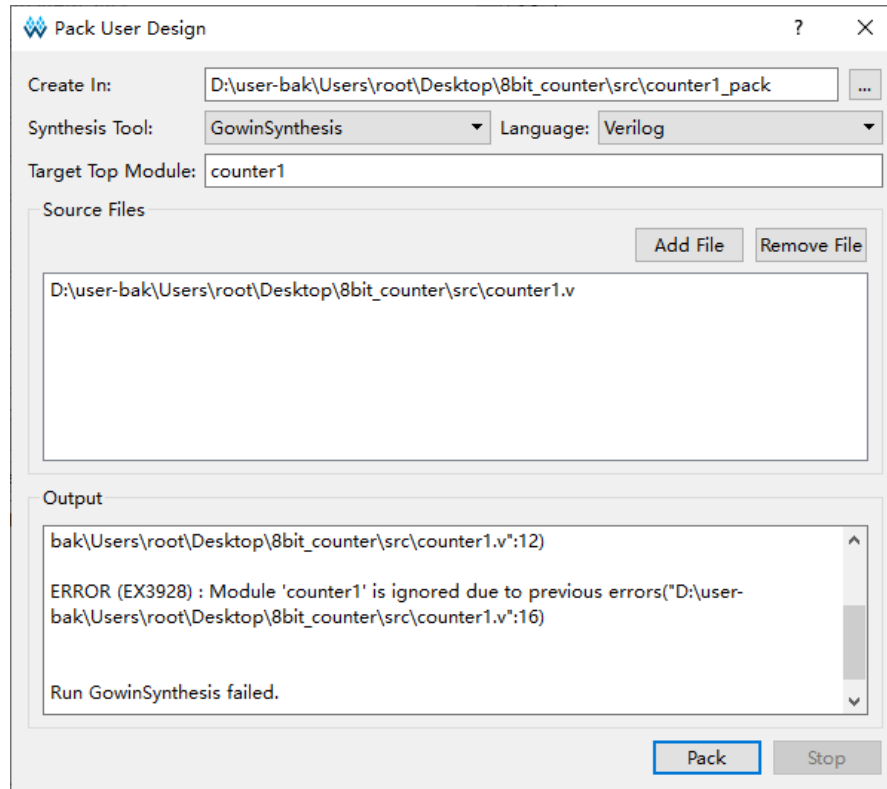 Pack User Design
?
Create In:
D:\user-bak\Users\root\Desktop\8bit_counter\src\counter1_pack
...
Synthesis Tool:
GowinSynthesis
Language:
Verilog
Target Top Module:
counter1
Source Files
Add File
Remove File
D:\user-bak\Users\root\Desktop\8bit_counter\src\counter1.v
Output
bak\Users\root\Desktop\8bit_counter\src\counter1.v":12)
ERROR (EX3928) : Module 'counter1' is ignored due to previous errors("D:\user-
bak\Users\root\Desktop\8bit_counter\src\counter1.v":16)
Run GowinSynthesis failed.
Pack
Stop